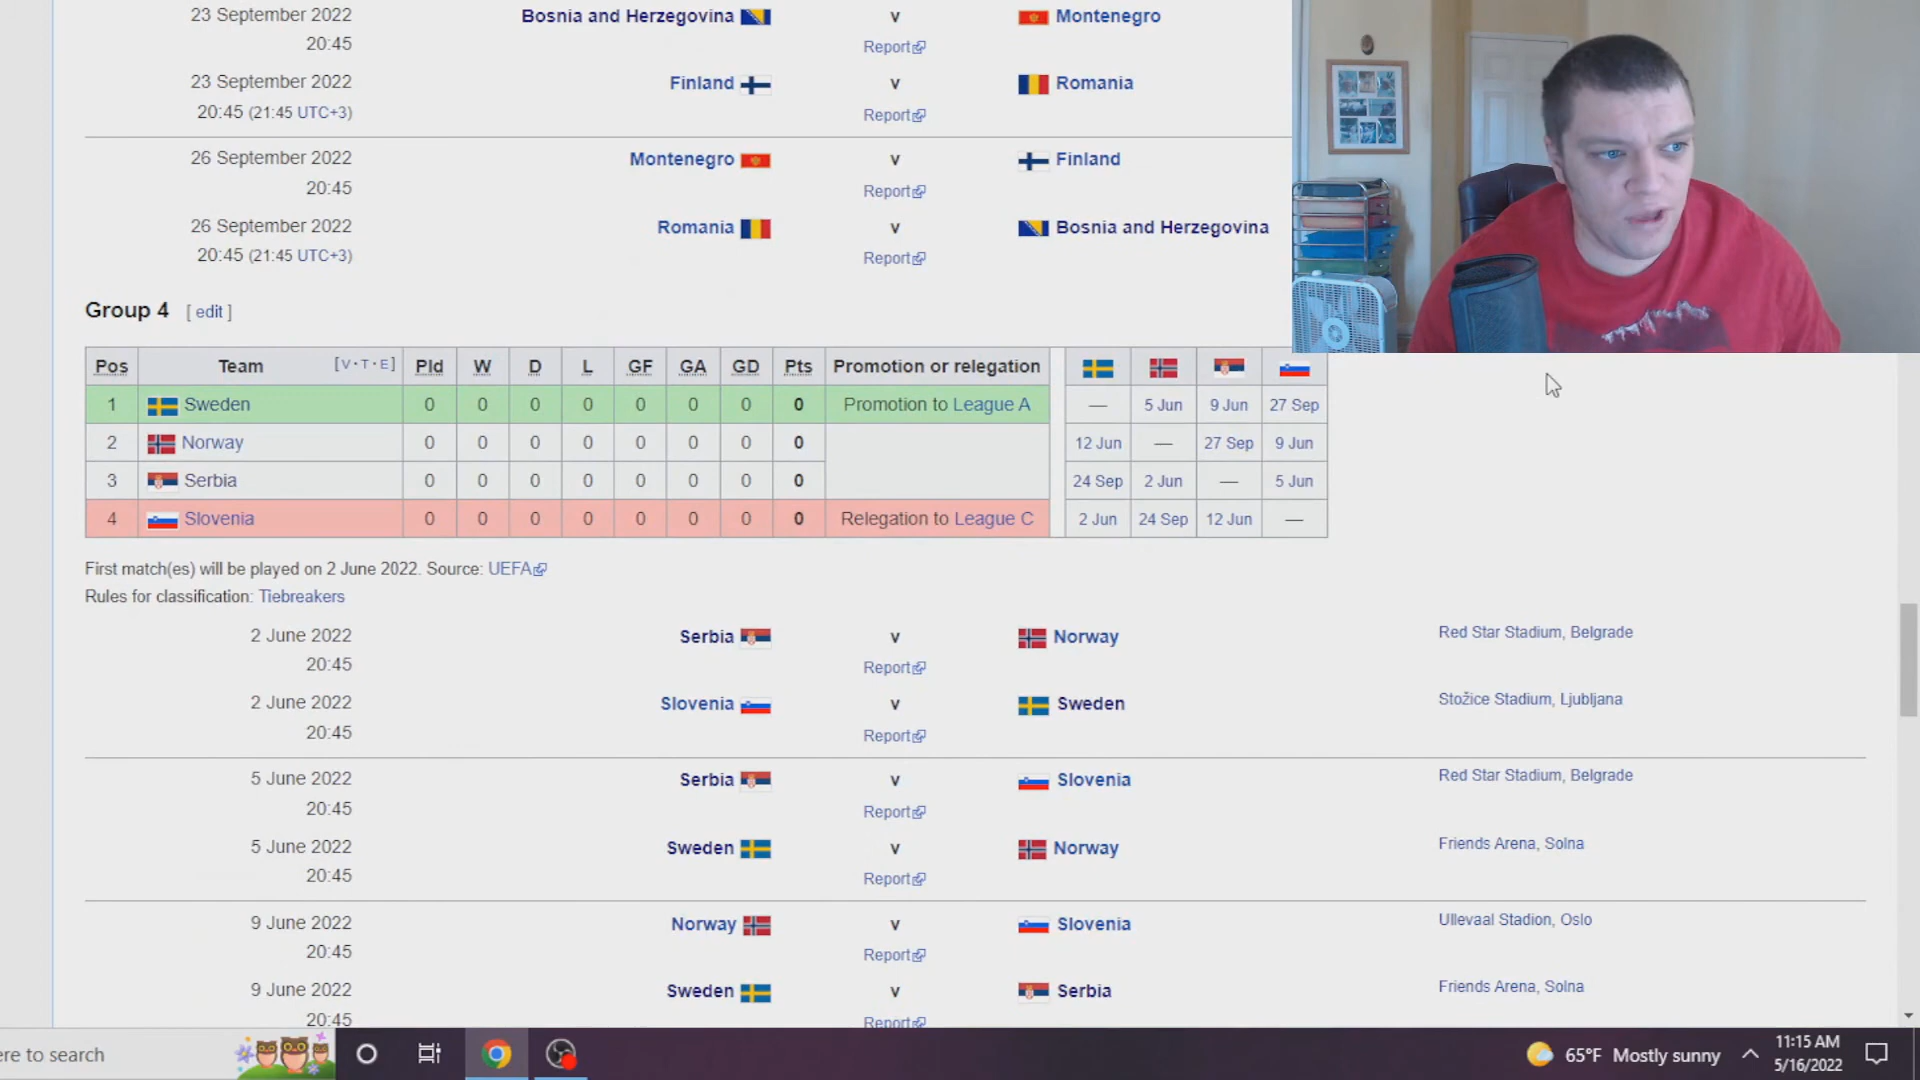 23 September 2022 Bosnia and Herzegovina v Montenegro
20:45 Report
23 September 2022 Finland v Romania
20:45 (21:45 UTC+3) Report
26 September 2022 Montenegro v Finland
20:45 Report
26 September 2022 Romania v Bosnia and Herzegovina
20:45 (21:45 UTC+3) Report
Group 4 [ edit ]
Pos Team [V·T·E] Pld W D L GF GA GD Pts Promotion or relegation
1 Sweden 0 0 0 0 0 0 0 0 Promotion to League A — 5 Jun 9 Jun 27 Sep
2 Norway 0 0 0 0 0 0 0 0 12 Jun — 27 Sep 9 Jun
3 Serbia 0 0 0 0 0 0 0 0 24 Sep 2 Jun — 5 Jun
4 Slovenia 0 0 0 0 0 0 0 0 Relegation to League C 2 Jun 24 Sep 12 Jun —
First match(es) will be played on 2 June 2022. Source: UEFA
Rules for classification: Tiebreakers
2 June 2022 Serbia v Norway Red Star Stadium, Belgrade
20:45 Report
2 June 2022 Slovenia v Sweden Stožice Stadium, Ljubljana
20:45 Report
5 June 2022 Serbia v Slovenia Red Star Stadium, Belgrade
20:45 Report
5 June 2022 Sweden v Norway Friends Arena, Solna
20:45 Report
9 June 2022 Norway v Slovenia Ullevaal Stadion, Oslo
20:45 Report
9 June 2022 Sweden v Serbia Friends Arena, Solna
20:45 Report
ere to search 65°F Mostly sunny 11:15 AM
5/16/2022